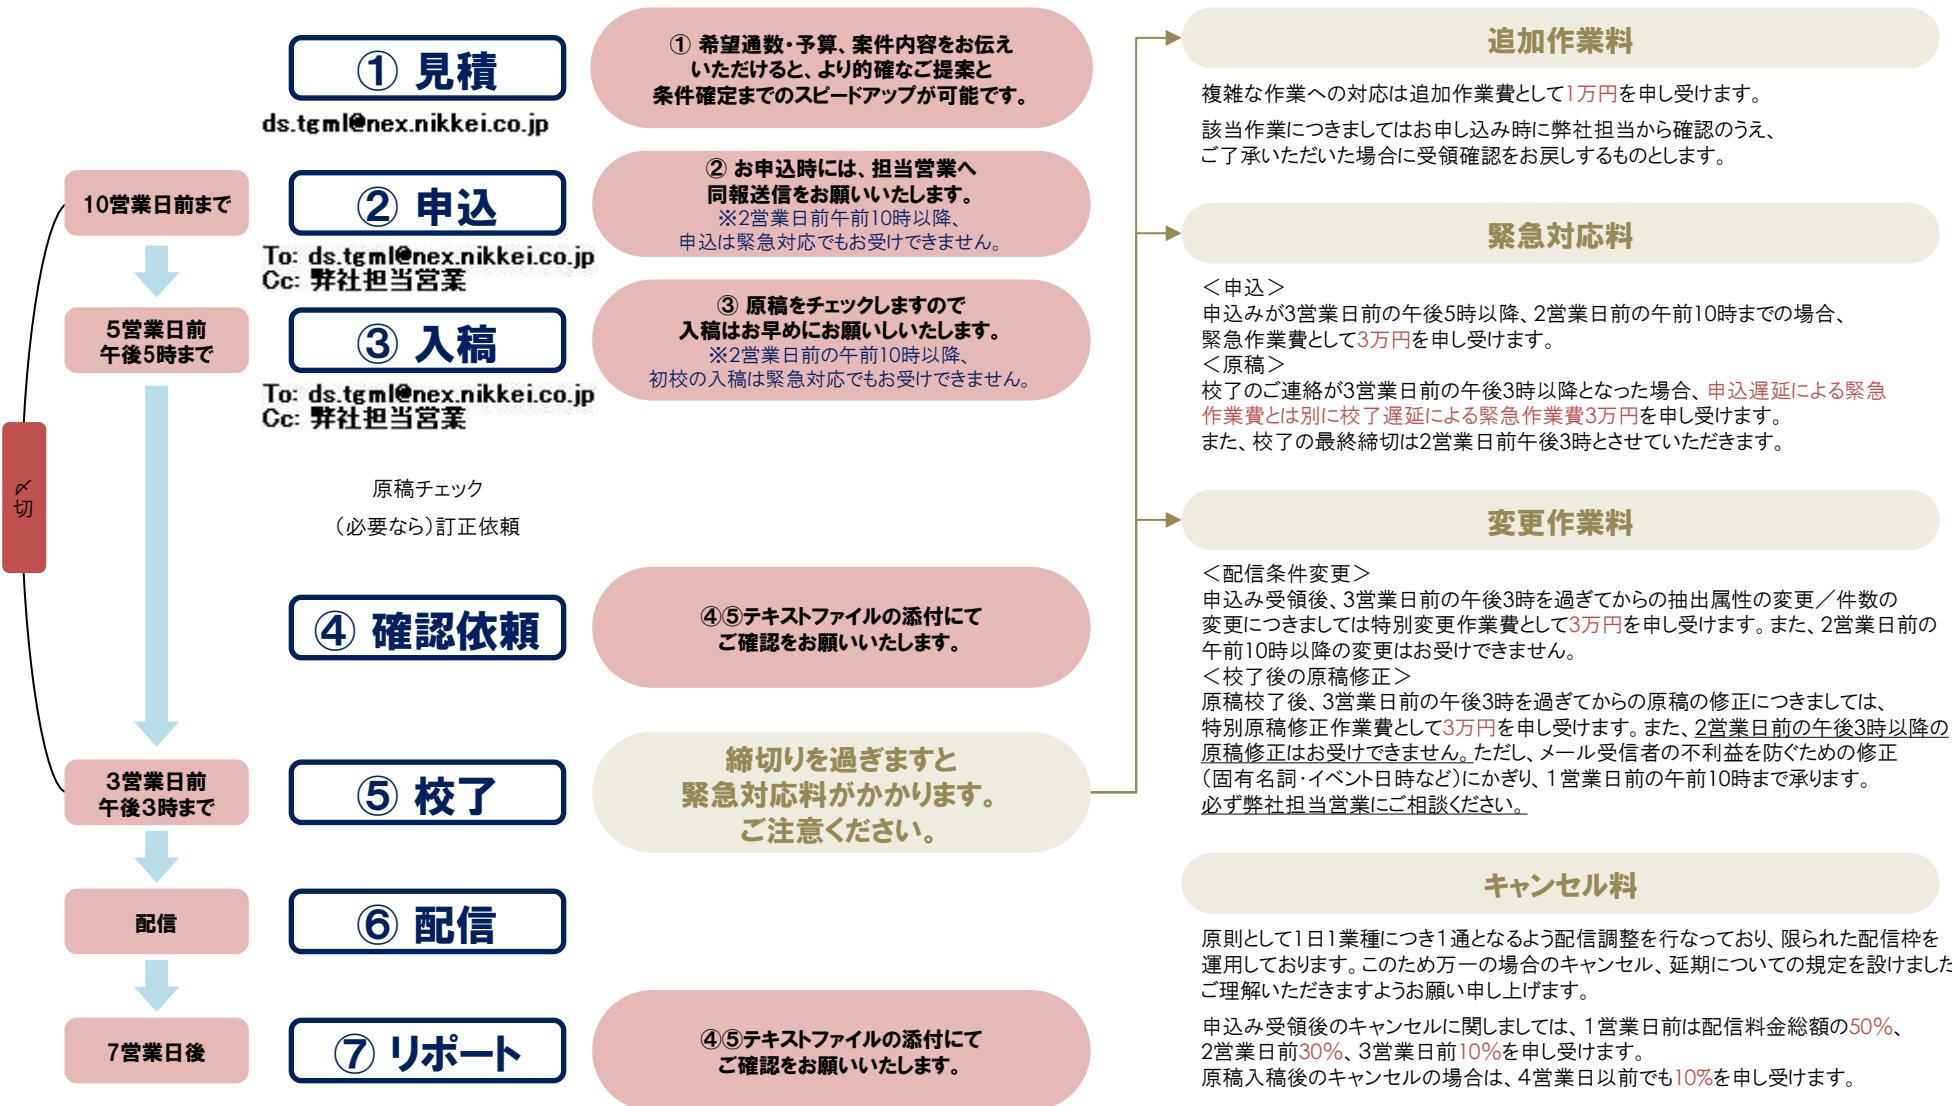 ① 見積
ds.tgml@nex.nikkei.co.jp
① 希望通数・予算、案件内容をお伝え
いただけると、より的確なご提案と
条件確定までのスピードアップが可能です。
10営業日前まで
② 申込
To: ds.tgml@nex.nikkei.co.jp
Cc: 弊社担当営業
② お申込時には、担当営業へ
同報送信をお願いいたします。
※2営業日前午前10時以降、
申込は緊急対応でもお受けできません。
5営業日前
午後5時まで
③ 入稿
To: ds.tgml@nex.nikkei.co.jp
Cc: 弊社担当営業
③ 原稿をチェックしますので
入稿はお早めにお願いしいたします。
※2営業日前の午前10時以降、
初校の入稿は緊急対応でもお受けできません。
〆切
原稿チェック
（必要なら）訂正依頼
④ 確認依頼
④⑤テキストファイルの添付にて
ご確認をお願いいたします。
3営業日前
午後3時まで
⑤ 校了
締切りを過ぎますと
緊急対応料がかかります。
ご注意ください。
配信
⑥ 配信
7営業日後
⑦ リポート
④⑤テキストファイルの添付にて
ご確認をお願いいたします。
追加作業料
複雑な作業への対応は追加作業費として1万円を申し受けます。
該当作業につきましてはお申し込み時に弊社担当から確認のうえ、
ご了承いただいた場合に受領確認をお戻しするものとします。
緊急対応料
＜申込＞
申込みが3営業日前の午後5時以降、2営業日前の午前10時までの場合、
緊急作業費として3万円を申し受けます。
＜原稿＞
校了のご連絡が3営業日前の午後3時以降となった場合、申込遅延による緊急
作業費とは別に校了遅延による緊急作業費3万円を申し受けます。
また、校了の最終締切は2営業日前午後3時とさせていただきます。
変更作業料
＜配信条件変更＞
申込み受領後、3営業日前の午後3時を過ぎてからの抽出属性の変更／件数の
変更につきましては特別変更作業費として3万円を申し受けます。また、2営業日前の
午前10時以降の変更はお受けできません。
＜校了後の原稿修正＞
原稿校了後、3営業日前の午後3時を過ぎてからの原稿の修正につきましては、
特別原稿修正作業費として3万円を申し受けます。また、2営業日前の午後3時以降の
原稿修正はお受けできません。ただし、メール受信者の不利益を防ぐための修正
（固有名詞・イベント日時など）にかぎり、1営業日前の午前10時まで承ります。
必ず弊社担当営業にご相談ください。
キャンセル料
原則として1日1業種につき1通となるよう配信調整を行なっており、限られた配信枠を
運用しております。このため万一の場合のキャンセル、延期についての規定を設けました
ご理解いただきますようお願い申し上げます。
申込み受領後のキャンセルに関しましては、1営業日前は配信料金総額の50%、
2営業日前30%、3営業日前10%を申し受けます。
原稿入稿後のキャンセルの場合は、4営業日以前でも10%を申し受けます。